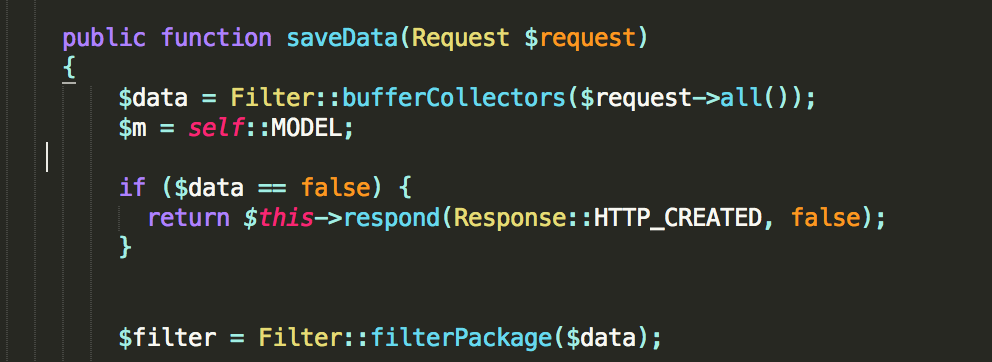 public function saveData(Request $request)
{
$data = Filter::bufferCollectors($request->all());
$m = self::MODEL;
if ($data == false) {
return $this->respond(Response::HTTP_CREATED, false);
}
$filter = Filter::filterPackage($data);